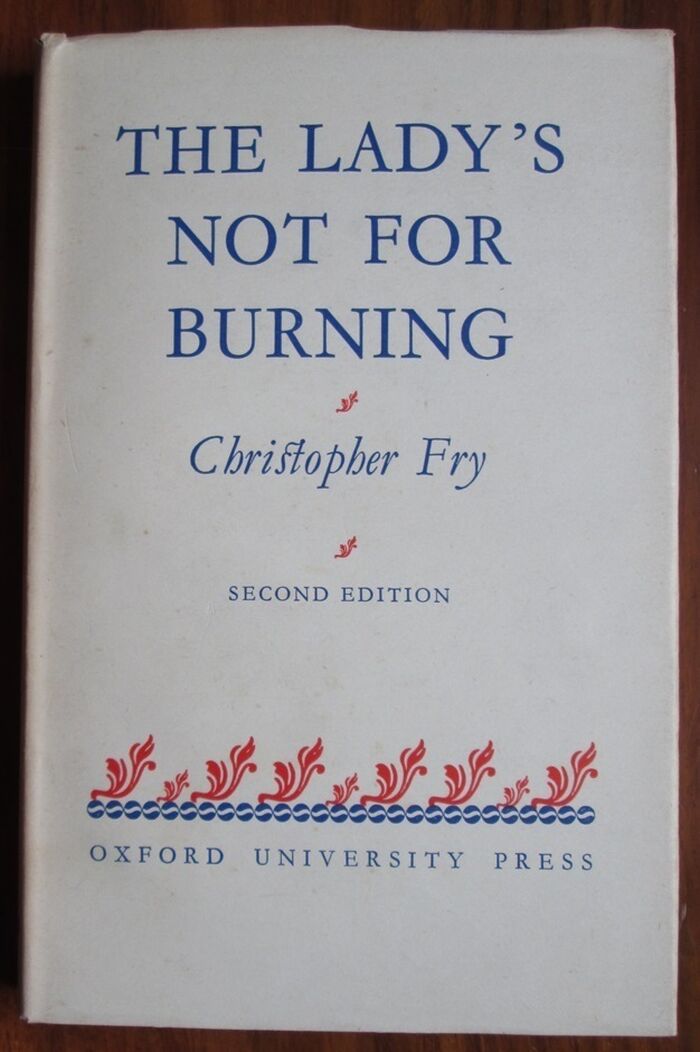 THE LADY’S
NOT FOR
BURNING
Christopher Fry
SECOND EDITION
OXFORD UNIVERSITY PRESS